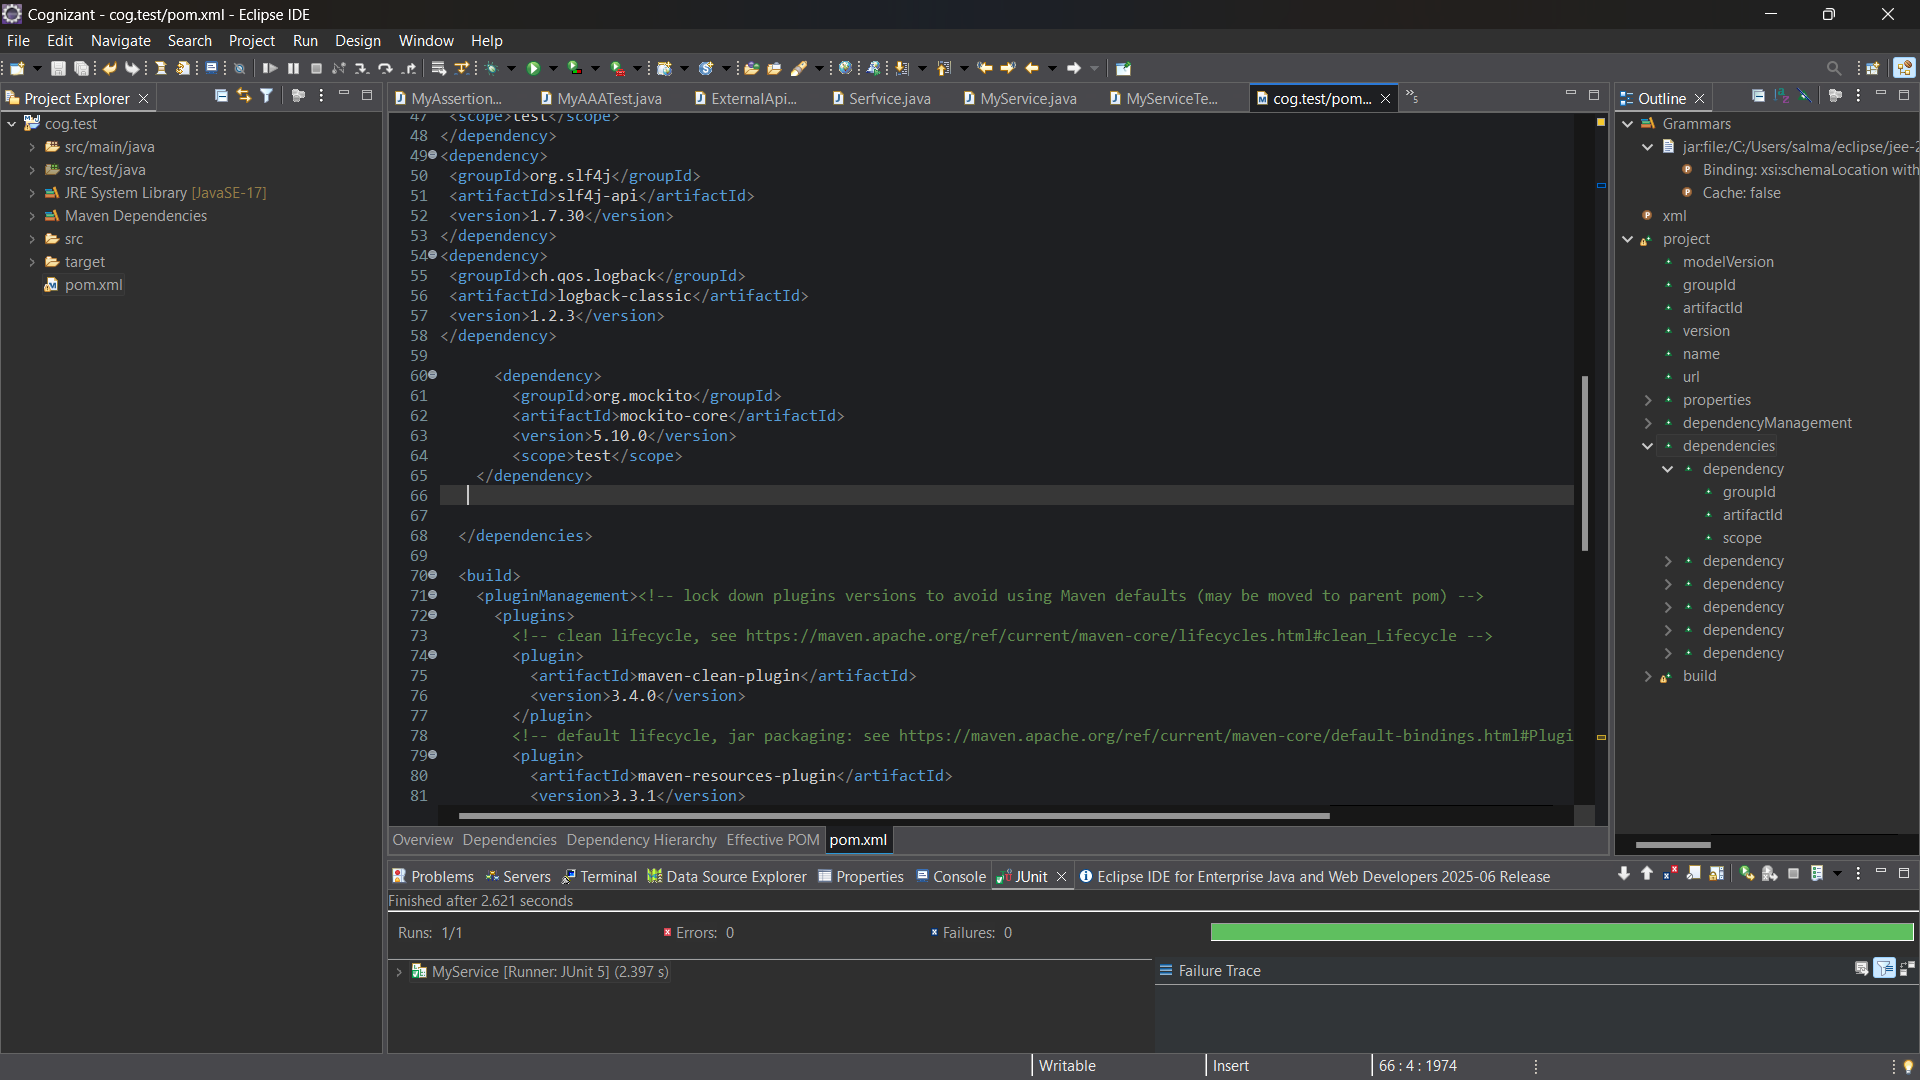 Cognizant - cog.test/pom.xml - Eclipse IDE
File Edit Navigate Search Project Run Design Window Help
Project Explorer
cog.test
src/main/java
src/test/java
JRE System Library [JavaSE-17]
Maven Dependencies
src
target
pom.xml
MyAssertion... MyAAATest.java ExternalApi... Serfvice.java MyService.java MyServiceTe... cog.test/pom... »5
47 <scope>test</scope>
48 </dependency>
49 <dependency>
50 <groupId>org.slf4j</groupId>
51 <artifactId>slf4j-api</artifactId>
52 <version>1.7.30</version>
53 </dependency>
54 <dependency>
55 <groupId>ch.qos.logback</groupId>
56 <artifactId>logback-classic</artifactId>
57 <version>1.2.3</version>
58 </dependency>
59
60 <dependency>
61 <groupId>org.mockito</groupId>
62 <artifactId>mockito-core</artifactId>
63 <version>5.10.0</version>
64 <scope>test</scope>
65 </dependency>
66
67
68 </dependencies>
69
70 <build>
71 <pluginManagement><!-- lock down plugins versions to avoid using Maven defaults (may be moved to parent pom) -->
72 <plugins>
73 <!-- clean lifecycle, see https://maven.apache.org/ref/current/maven-core/lifecycles.html#clean_Lifecycle -->
74 <plugin>
75 <artifactId>maven-clean-plugin</artifactId>
76 <version>3.4.0</version>
77 </plugin>
78 <!-- default lifecycle, jar packaging: see https://maven.apache.org/ref/current/maven-core/default-bindings.html#Plugi
79 <plugin>
80 <artifactId>maven-resources-plugin</artifactId>
81 <version>3.3.1</version>
Overview Dependencies Dependency Hierarchy Effective POM pom.xml
Outline
Grammars
jar:file:/C:/Users/salma/eclipse/jee-2
Binding: xsi:schemaLocation with
Cache: false
xml
project
modelVersion
groupId
artifactId
version
name
url
properties
dependencyManagement
dependencies
dependency
groupId
artifactId
scope
dependency
dependency
dependency
dependency
dependency
build
Problems Servers Terminal Data Source Explorer Properties Console JUnit Eclipse IDE for Enterprise Java and Web Developers 2025-06 Release
Finished after 2.621 seconds
Runs: 1/1 Errors: 0 Failures: 0
MyService [Runner: JUnit 5] (2.397 s)
Failure Trace
Writable Insert 66 : 4 : 1974